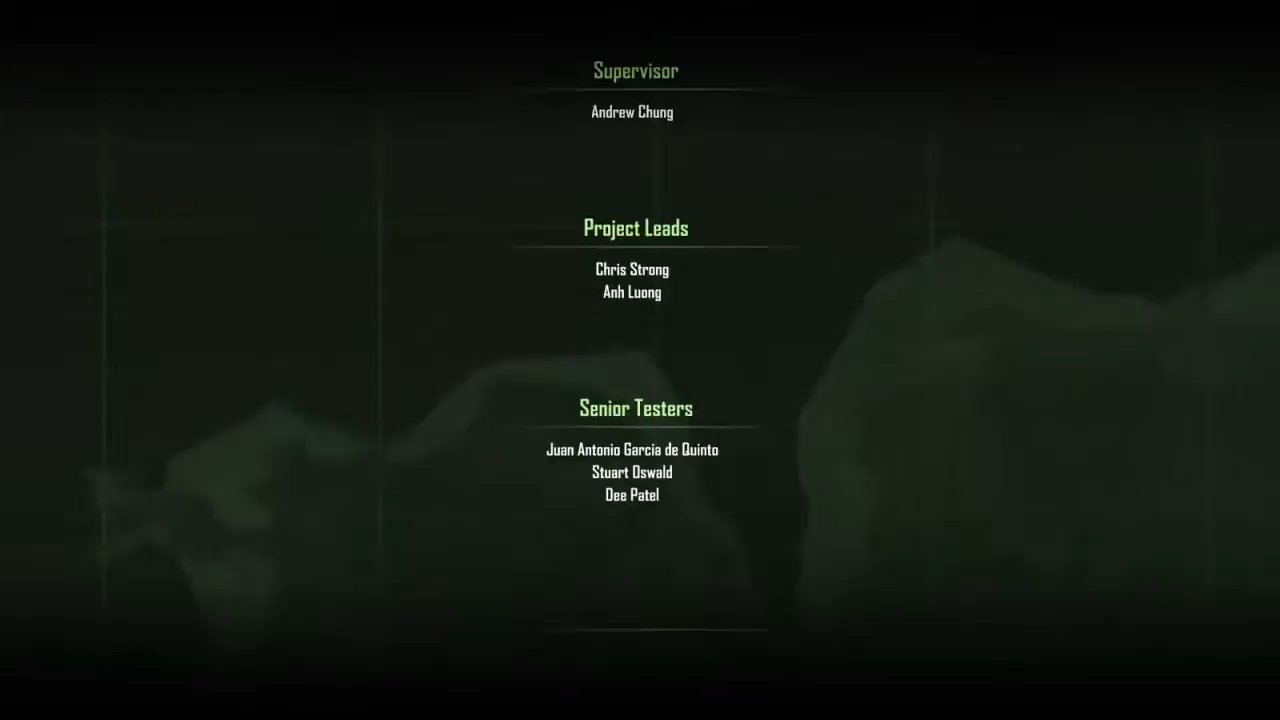 Supervisor
Andrew Chung
Project Leads
Chris Strong
Anh Luong
Senior Testers
Juan Antonio Garcia de Quinto
Stuart Oswald
Dee Patel